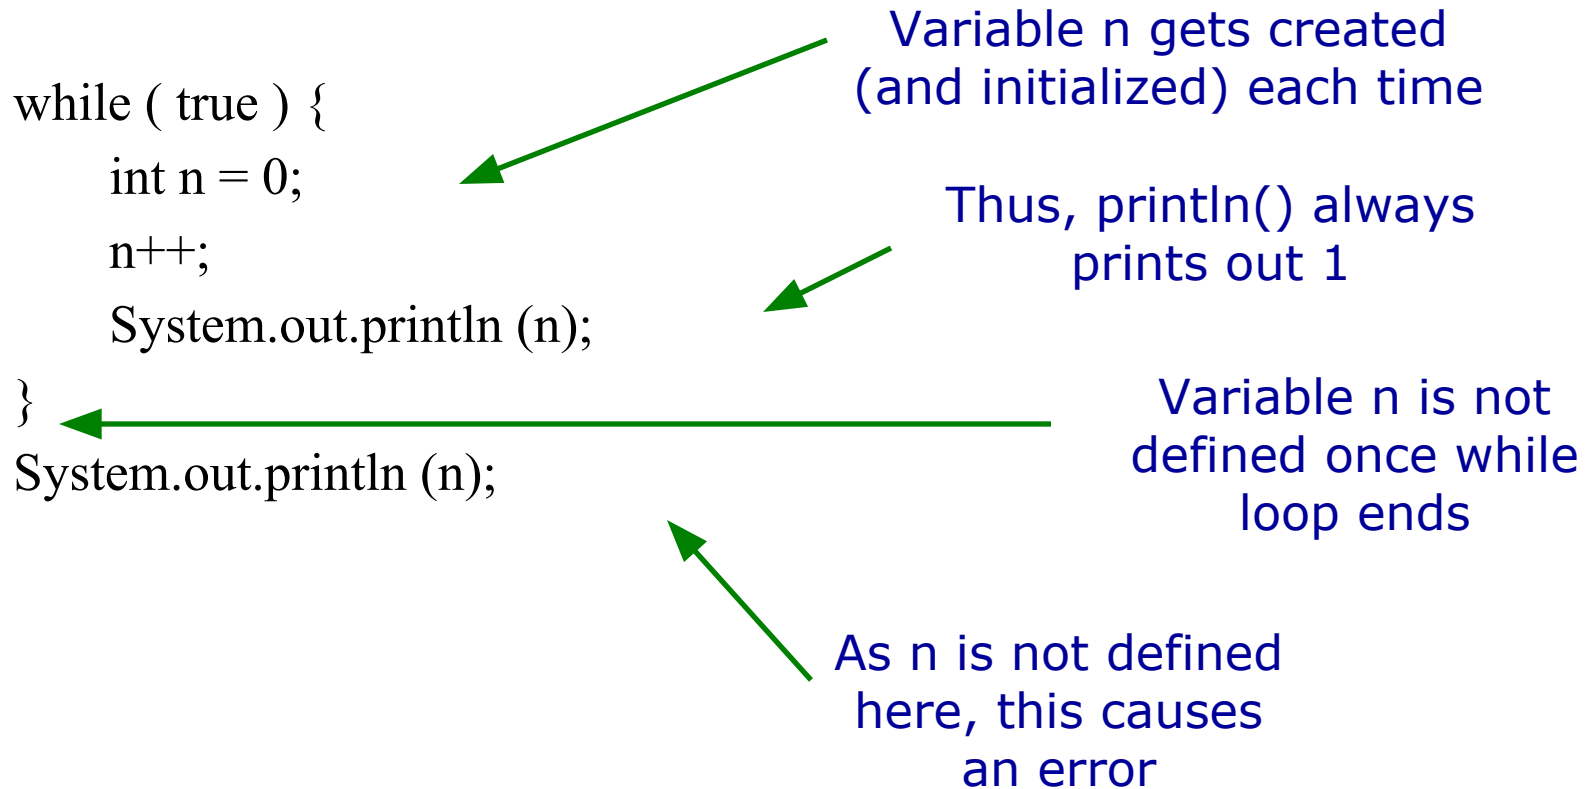 while ( true ) {
int n = 0;
n++;
System.out.println (n);
}
System.out.println (n);
Variable n gets created
(and initialized) each time
Thus, println() always
prints out 1
Variable n is not
defined once while
loop ends
As n is not defined
here, this causes
an error